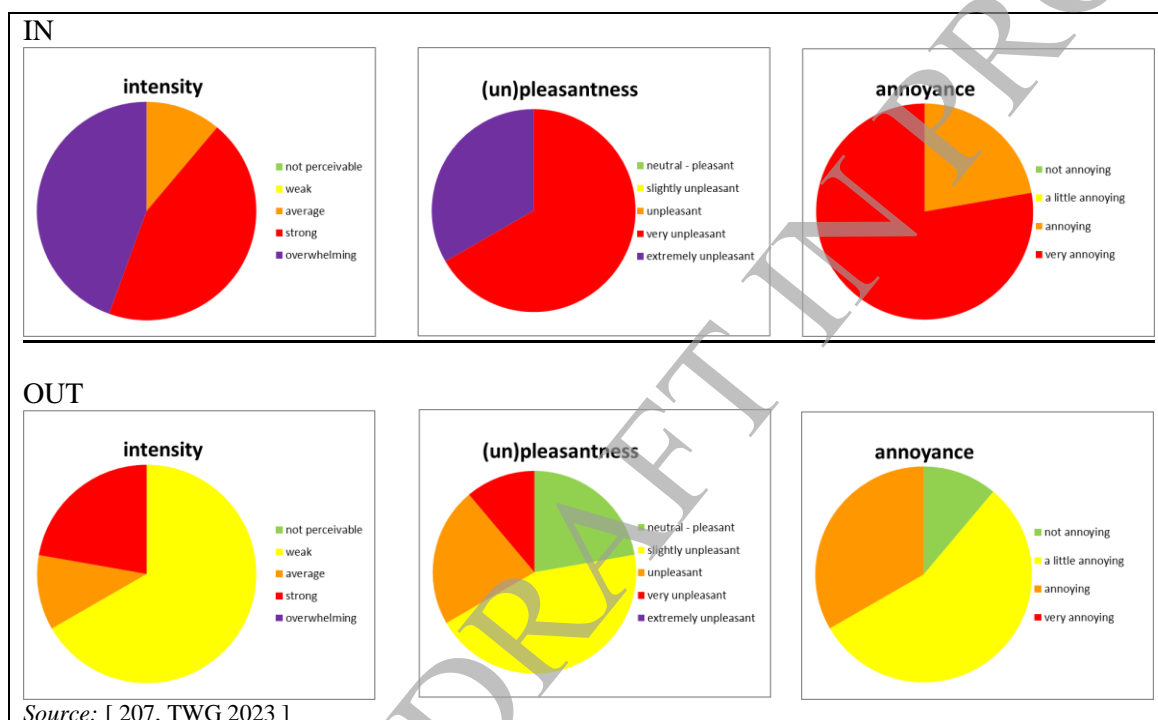 IN
intensity
not perceivable
weak
average
strong
overwhelming
(un)pleasantness
neutral - pleasant
slightly unpleasant
unpleasant
very unpleasant
extremely unpleasant
annoyance
not annoying
a little annoying
annoying
very annoying
OUT
intensity
not perceivable
weak
average
strong
overwhelming
(un)pleasantness
neutral - pleasant
slightly unpleasant
unpleasant
very unpleasant
extremely unpleasant
annoyance
not annoying
a little annoying
annoying
very annoying
Source: [ 207, TWG 2023 ]
DRAFT IN PRO